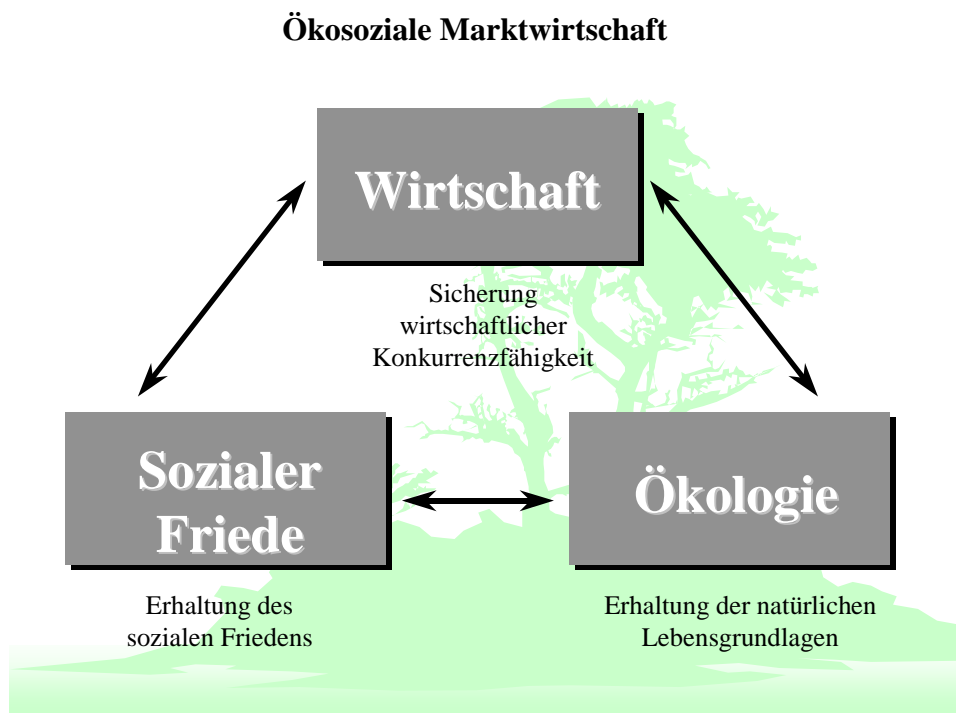 Ökosoziale Marktwirtschaft
Wirtschaft
Sicherung
wirtschaftlicher
Konkurrenzfähigkeit
Sozialer
Friede
Erhaltung des
sozialen Friedens
Ökologie
Erhaltung der natürlichen
Lebensgrundlagen